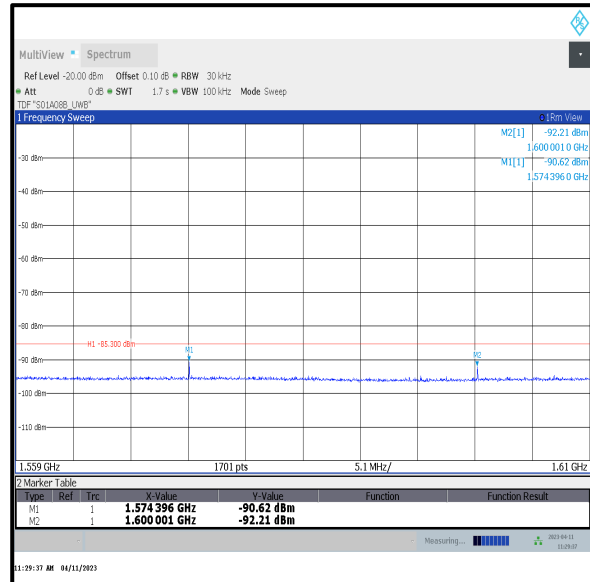 MultiView Spectrum
Ref Level -20.00 dBm Offset 0.10 dB RBW 30 kHz
Att 0 dB SWT 1.7 s VBW 100 kHz Mode Sweep
TDF "S01A08B_UWB"
1 Frequency Sweep 1Rm View
M2[1] -92.21 dBm
1.600 001 0 GHz
M1[1] -90.62 dBm
1.574 396 0 GHz
-30 dBm
-40 dBm
-50 dBm
-60 dBm
-70 dBm
-80 dBm
H1 -85.300 dBm
M1
M2
-90 dBm
-100 dBm
-110 dBm
1.559 GHz 1701 pts 5.1 MHz/ 1.61 GHz
2 Marker Table
Type Ref Trc X-Value Y-Value Function Function Result
M1 1 1.574 396 GHz -90.62 dBm
M2 1 1.600 001 GHz -92.21 dBm
Measuring... 2023-04-11
11:29:37
11:29:37 AM 04/11/2023